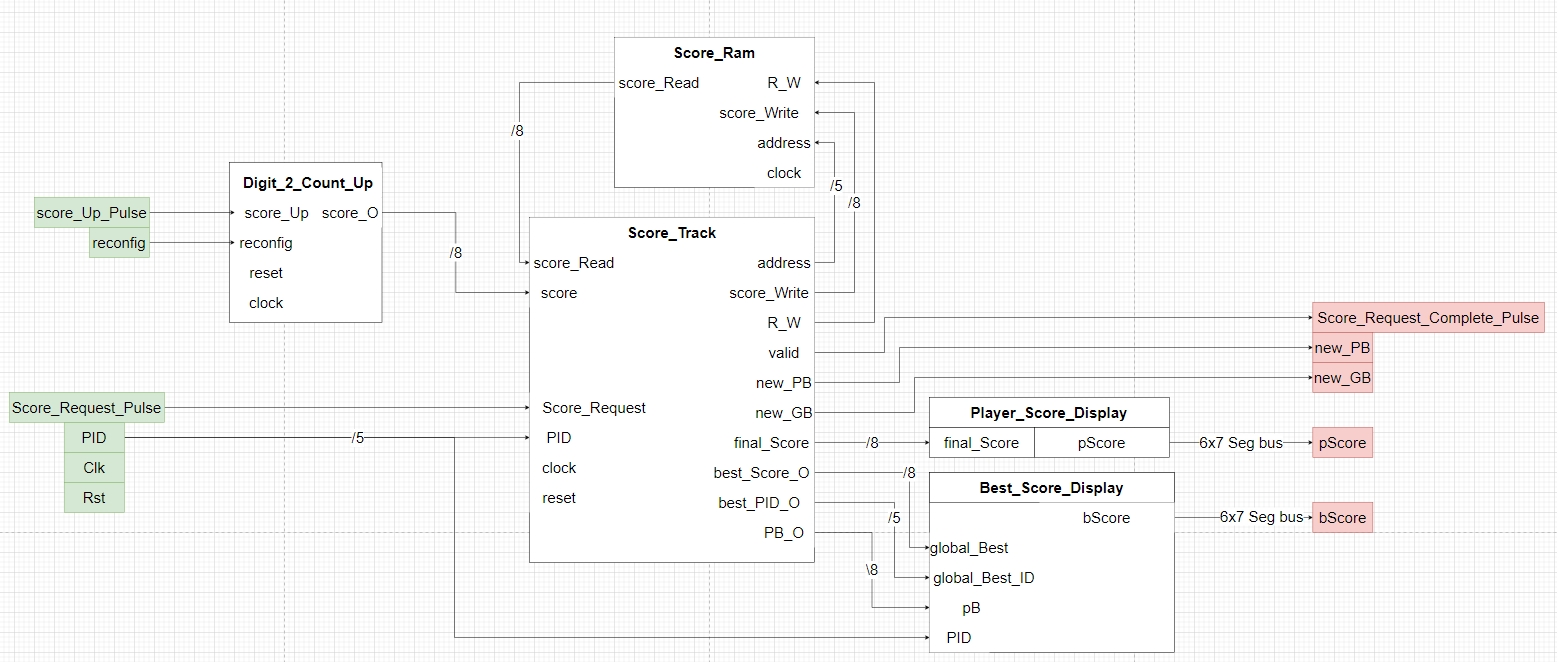 Score_Ram
score_Read
R_W
score_Write
address
clock
/8
/5
/8
Digit_2_Count_Up
score_Up_Pulse
score_Up
score_O
reconfig
reconfig
reset
clock
/8
Score_Track
score_Read
address
score
score_Write
R_W
valid
new_PB
Score_Request
new_GB
PID
final_Score
clock
best_Score_O
reset
best_PID_O
PB_O
Score_Request_Pulse
PID
/5
Clk
Rst
/8
/8
/5
\8
Player_Score_Display
final_Score
pScore
6x7 Seg bus
Best_Score_Display
bScore
6x7 Seg bus
global_Best
global_Best_ID
pB
PID
Score_Request_Complete_Pulse
new_PB
new_GB
pScore
bScore